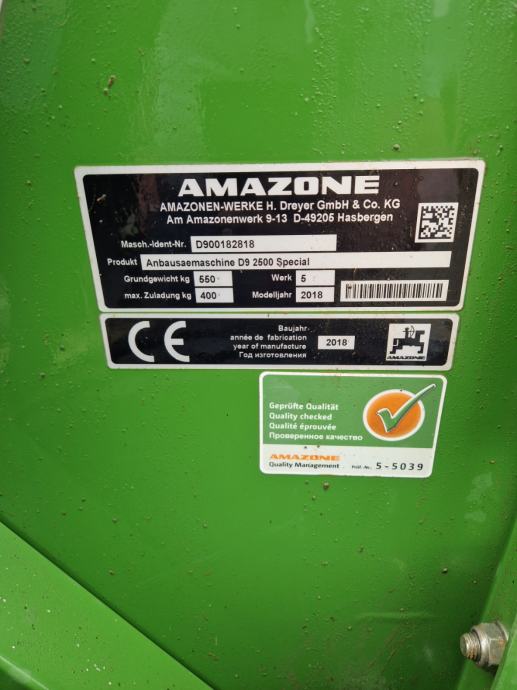 AMAZONE
AMAZONEN-WERKE H. Dreyer GmbH & Co. KG
Am Amazonenwerk 9-13 D-49205 Hasbergen
Masch.-Ident-Nr. D900182818
Produkt Anbausaemaschine D9 2500 Special
Grundgewicht kg 550 Werk 5
max. Zuladung kg 400 Modelljahr 2018
CE
Baujahr
année de fabrication
year of manufacture
Год изготовления
2018
AMAZONE
Geprüfte Qualität
Quality checked
Qualité éprouvée
Проверенное качество
AMAZONE
Quality Management Prüf.-Nr. 5-5039